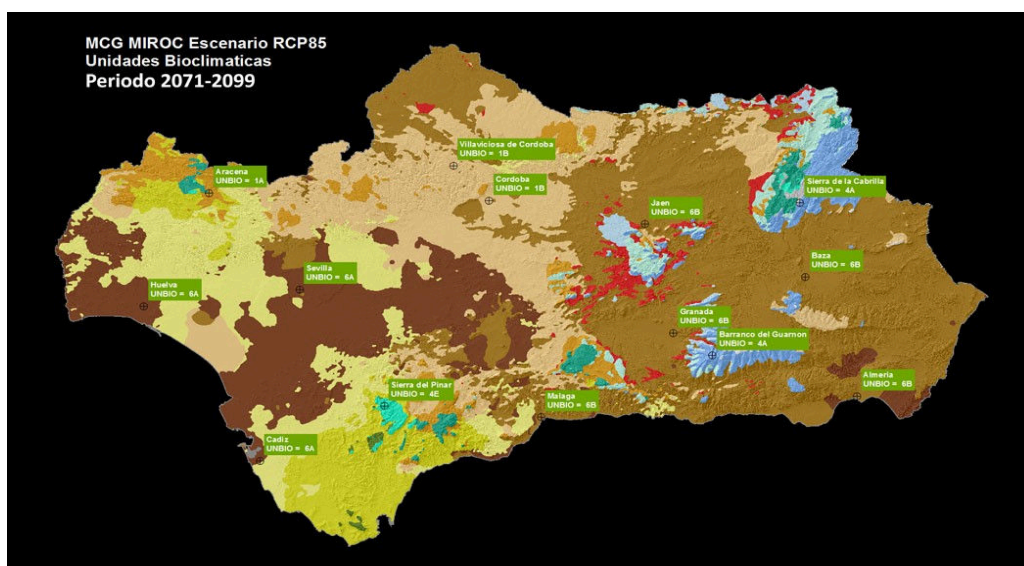 MCG MIROC Escenario RCP85
Unidades Bioclimaticas
Periodo 2071-2099
Villaviciosa de Cordoba
UNBIO = 1B
Aracena
UNBIO = 1A
Cordoba
UNBIO = 1B
Sierra de la Cabrilla
UNBIO = 4A
Jaen
UNBIO = 6B
Baza
UNBIO = 6B
Sevilla
UNBIO = 6A
Huelva
UNBIO = 6A
Granada
UNBIO = 6B
Barranco del Guarnon
UNBIO = 4A
Almeria
UNBIO = 6B
Sierra del Pinar
UNBIO = 4E
Malaga
UNBIO = 6B
Cadiz
UNBIO = 6A